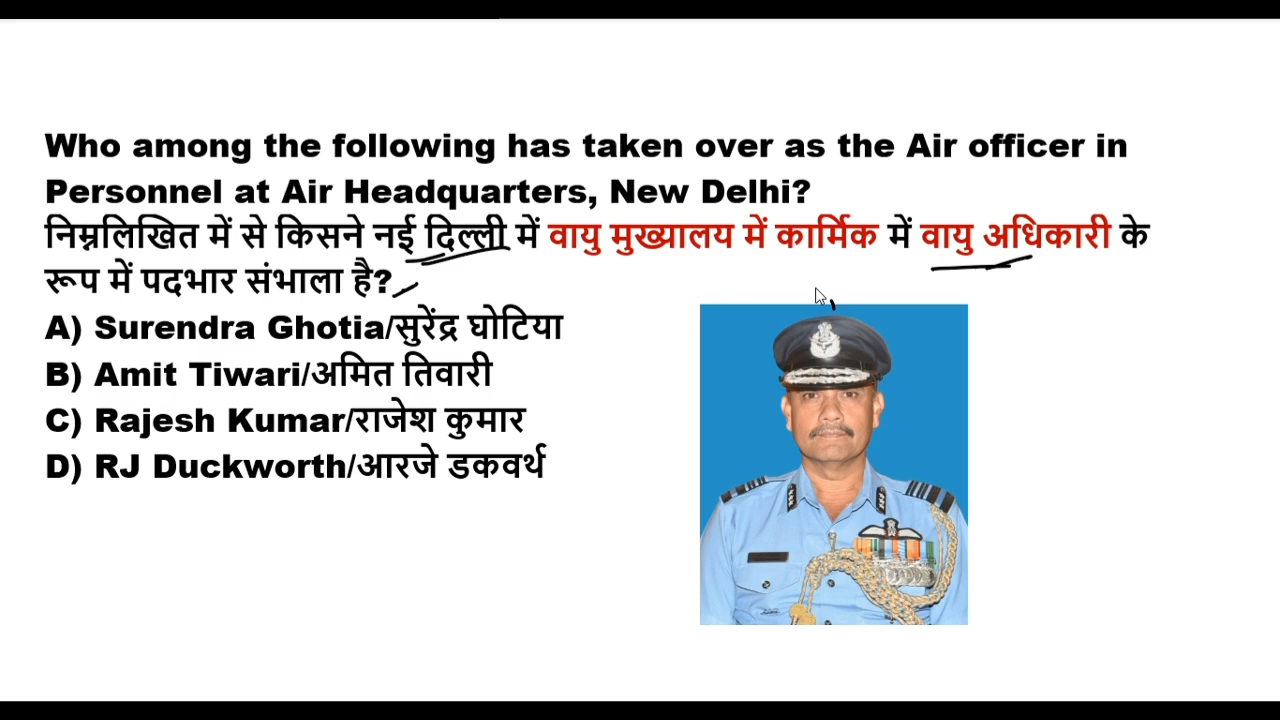 Who among the following has taken over as the Air officer in
Personnel at Air Headquarters, New Delhi?
निम्नलिखित में से किसने नई दिल्ली में वायु मुख्यालय में कार्मिक में वायु अधिकारी के
रूप में पदभार संभाला है?
A) Surendra Ghotia/सुरेंद्र घोटिया
B) Amit Tiwari/अमित तिवारी
C) Rajesh Kumar/राजेश कुमार
D) RJ Duckworth/आरजे डकवर्थ